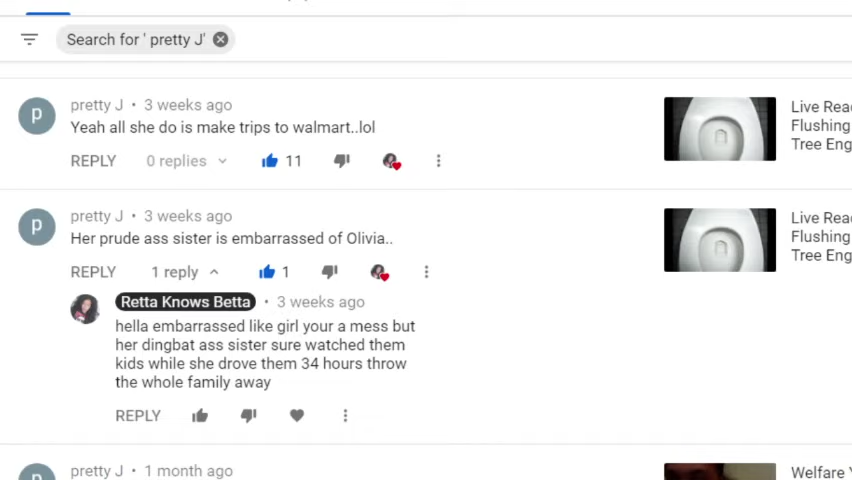 Search for ' pretty J'
pretty J • 3 weeks ago
Yeah all she do is make trips to walmart..lol
REPLY 0 replies 11
Live Rea
Flushing
Tree Eng
pretty J • 3 weeks ago
Her prude ass sister is embarrassed of Olivia..
REPLY 1 reply 1
Live Rea
Flushing
Tree Eng
Retta Knows Betta • 3 weeks ago
hella embarrassed like girl your a mess but
her dingbat ass sister sure watched them
kids while she drove them 34 hours throw
the whole family away
REPLY
pretty J • 1 month ago
Welfare